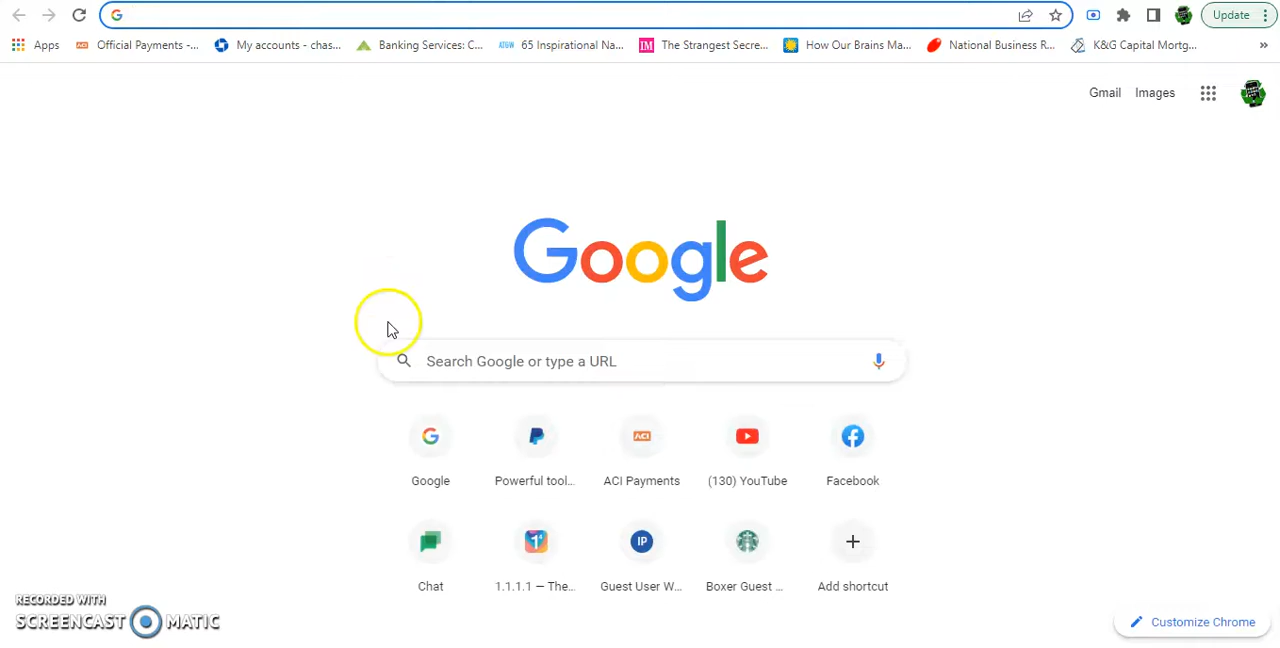 Update
Apps
Official Payments -...
My accounts - chas...
Banking Services: C...
65 Inspirational Na...
The Strangest Secre...
How Our Brains Ma...
National Business R...
K&G Capital Mortg...
»
Gmail
Images
Google
Search Google or type a URL
ACI
Google
Powerful tool...
ACI Payments
(130) YouTube
Facebook
IP
Chat
1.1.1.1 — The...
Guest User W...
Boxer Guest ...
Add shortcut
RECORDED WITH
SCREENCAST MATIC
Customize Chrome